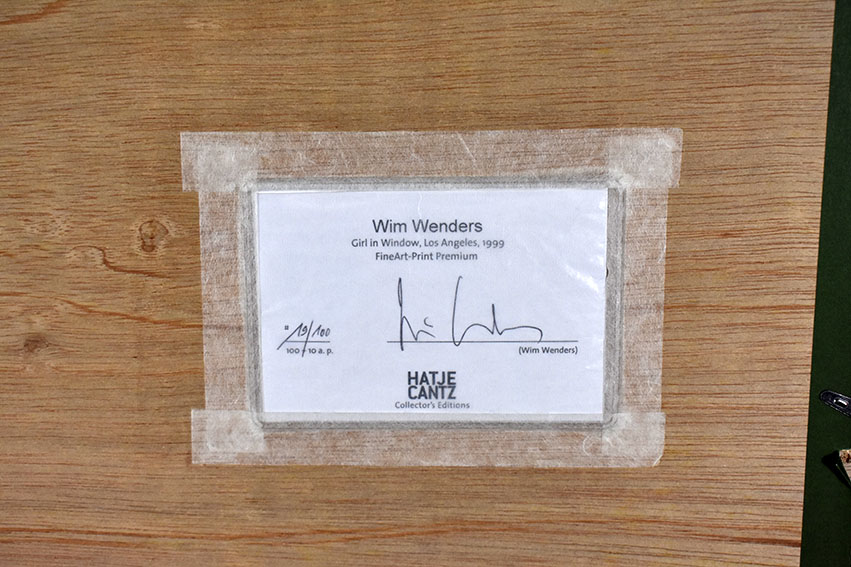 Wim Wenders
Girl in Window, Los Angeles, 1999
FineArt-Print Premium
# 19/100
100 + 10 a. p.
(Wim Wenders)
HATJE
CANTZ
Collector's Editions